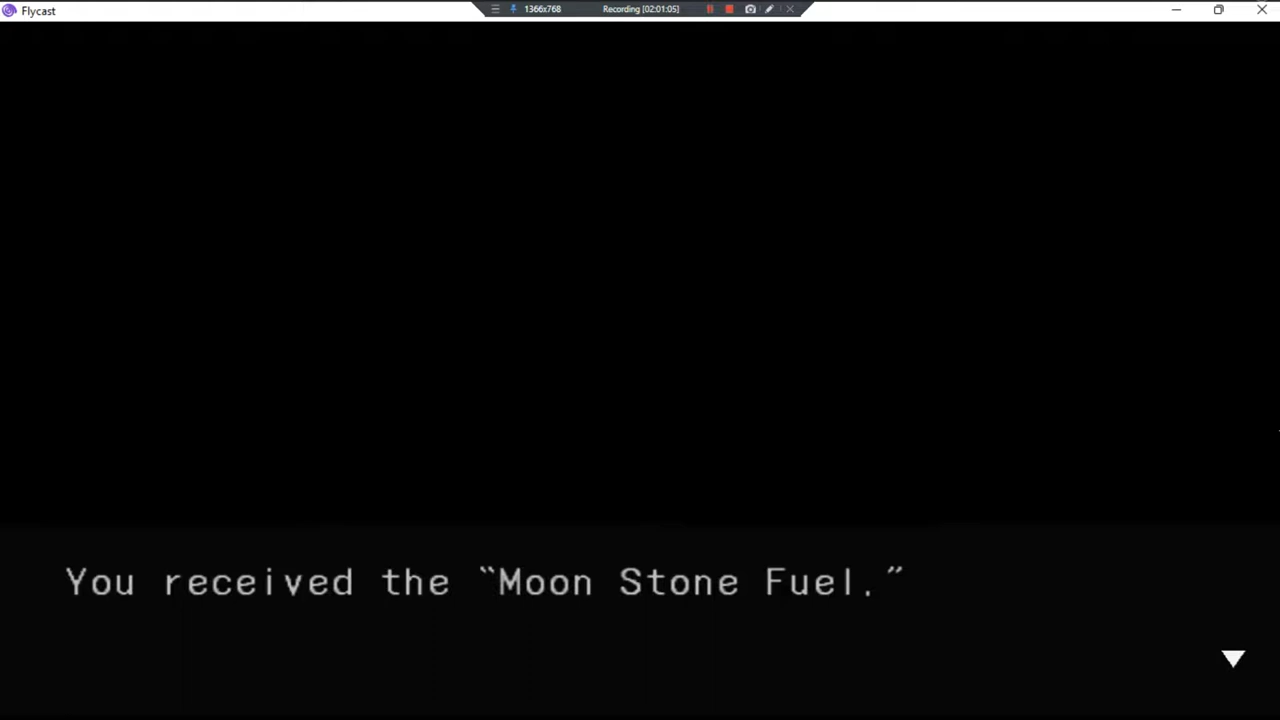 Flycast
1366x768
Recording [02:01:05]
You received the “Moon Stone Fuel.”